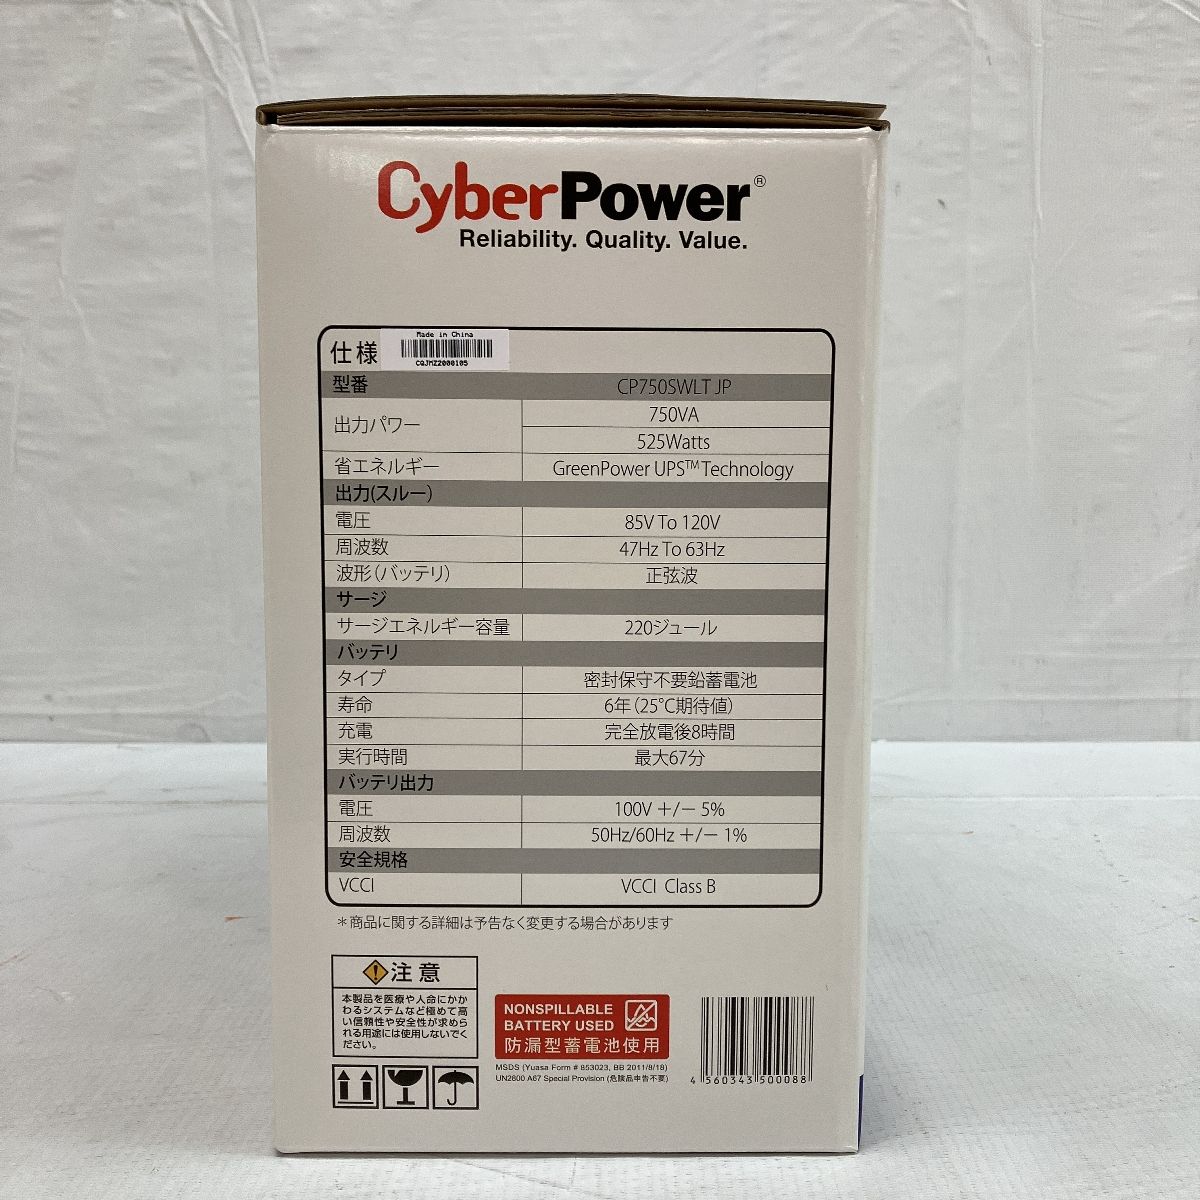 CyberPower®
Reliability. Quality. Value.
Made in China
仕様
CQJMZ2000105
型番 CP750SWLT JP
出力パワー 750VA
525Watts
省エネルギー GreenPower UPS™ Technology
出力(スルー)
電圧 85V To 120V
周波数 47Hz To 63Hz
波形(バッテリ) 正弦波
サージ
サージエネルギー容量 220ジュール
バッテリ
タイプ 密封保守不要鉛蓄電池
寿命 6年(25℃期待値)
充電 完全放電後8時間
実行時間 最大67分
バッテリ出力
電圧 100V +/− 5%
周波数 50Hz/60Hz +/− 1%
安全規格
VCCI VCCI Class B
*商品に関する詳細は予告なく変更する場合があります
注意
本製品を医療や人命にかか
わるシステムなど極めて高
い信頼性や安全性が求めら
れる用途には使用しないでく
ださい。
NONSPILLABLE
BATTERY USED
防漏型蓄電池使用
MSDS (Yuasa Form # 853023, BB 2011/8/18)
UN2800 A67 Special Provision (危険品申告不要)
4 560343 500088